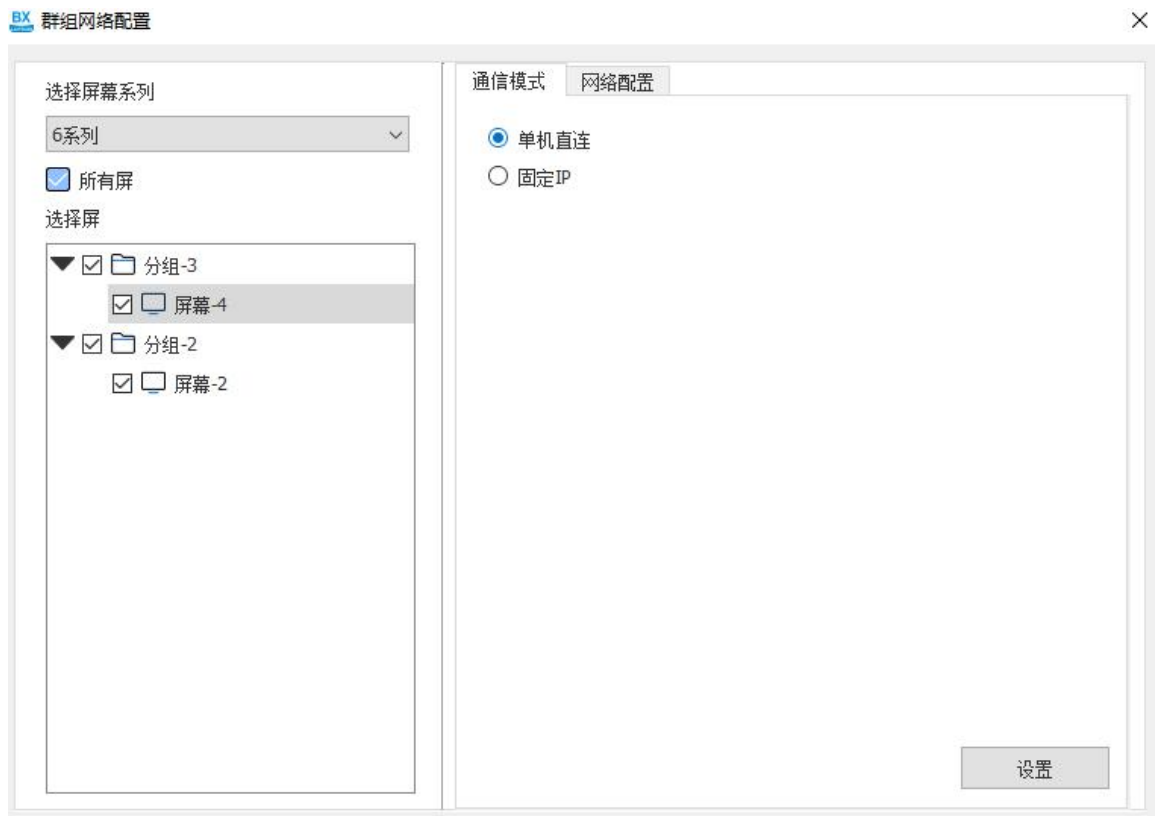 BX 群组网络配置
选择屏幕系列
6系列
所有屏
选择屏
分组-3
屏幕-4
分组-2
屏幕-2
通信模式 网络配置
单机直连
固定IP
设置